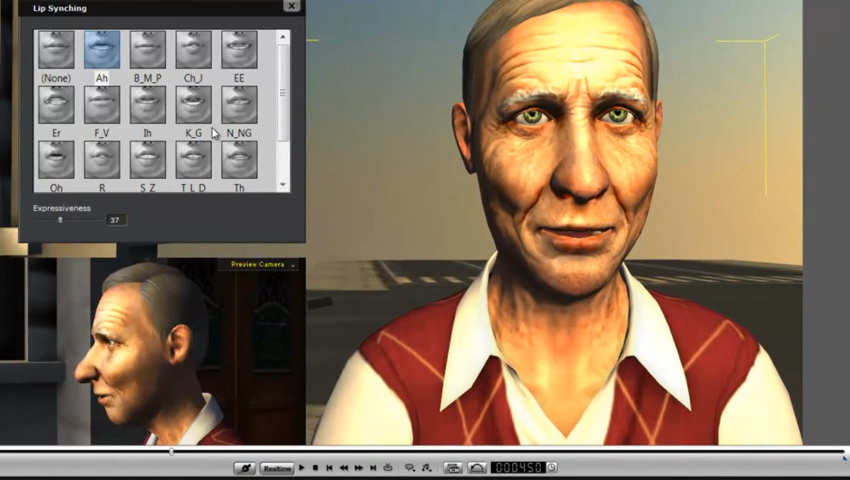 Lip Synching
(None) Ah B_M_P Ch_J EE
Er F_V Ih K_G N_NG
Oh R S_Z T_L_D Th
Expressiveness
37
Preview Camera
Realtime 000450